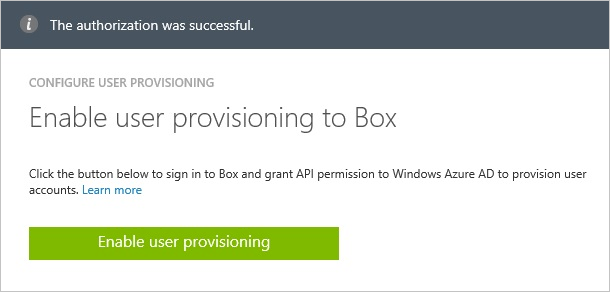 The authorization was successful.
CONFIGURE USER PROVISIONING
Enable user provisioning to Box
Click the button below to sign in to Box and grant API permission to Windows Azure AD to provision user
accounts. Learn more
Enable user provisioning